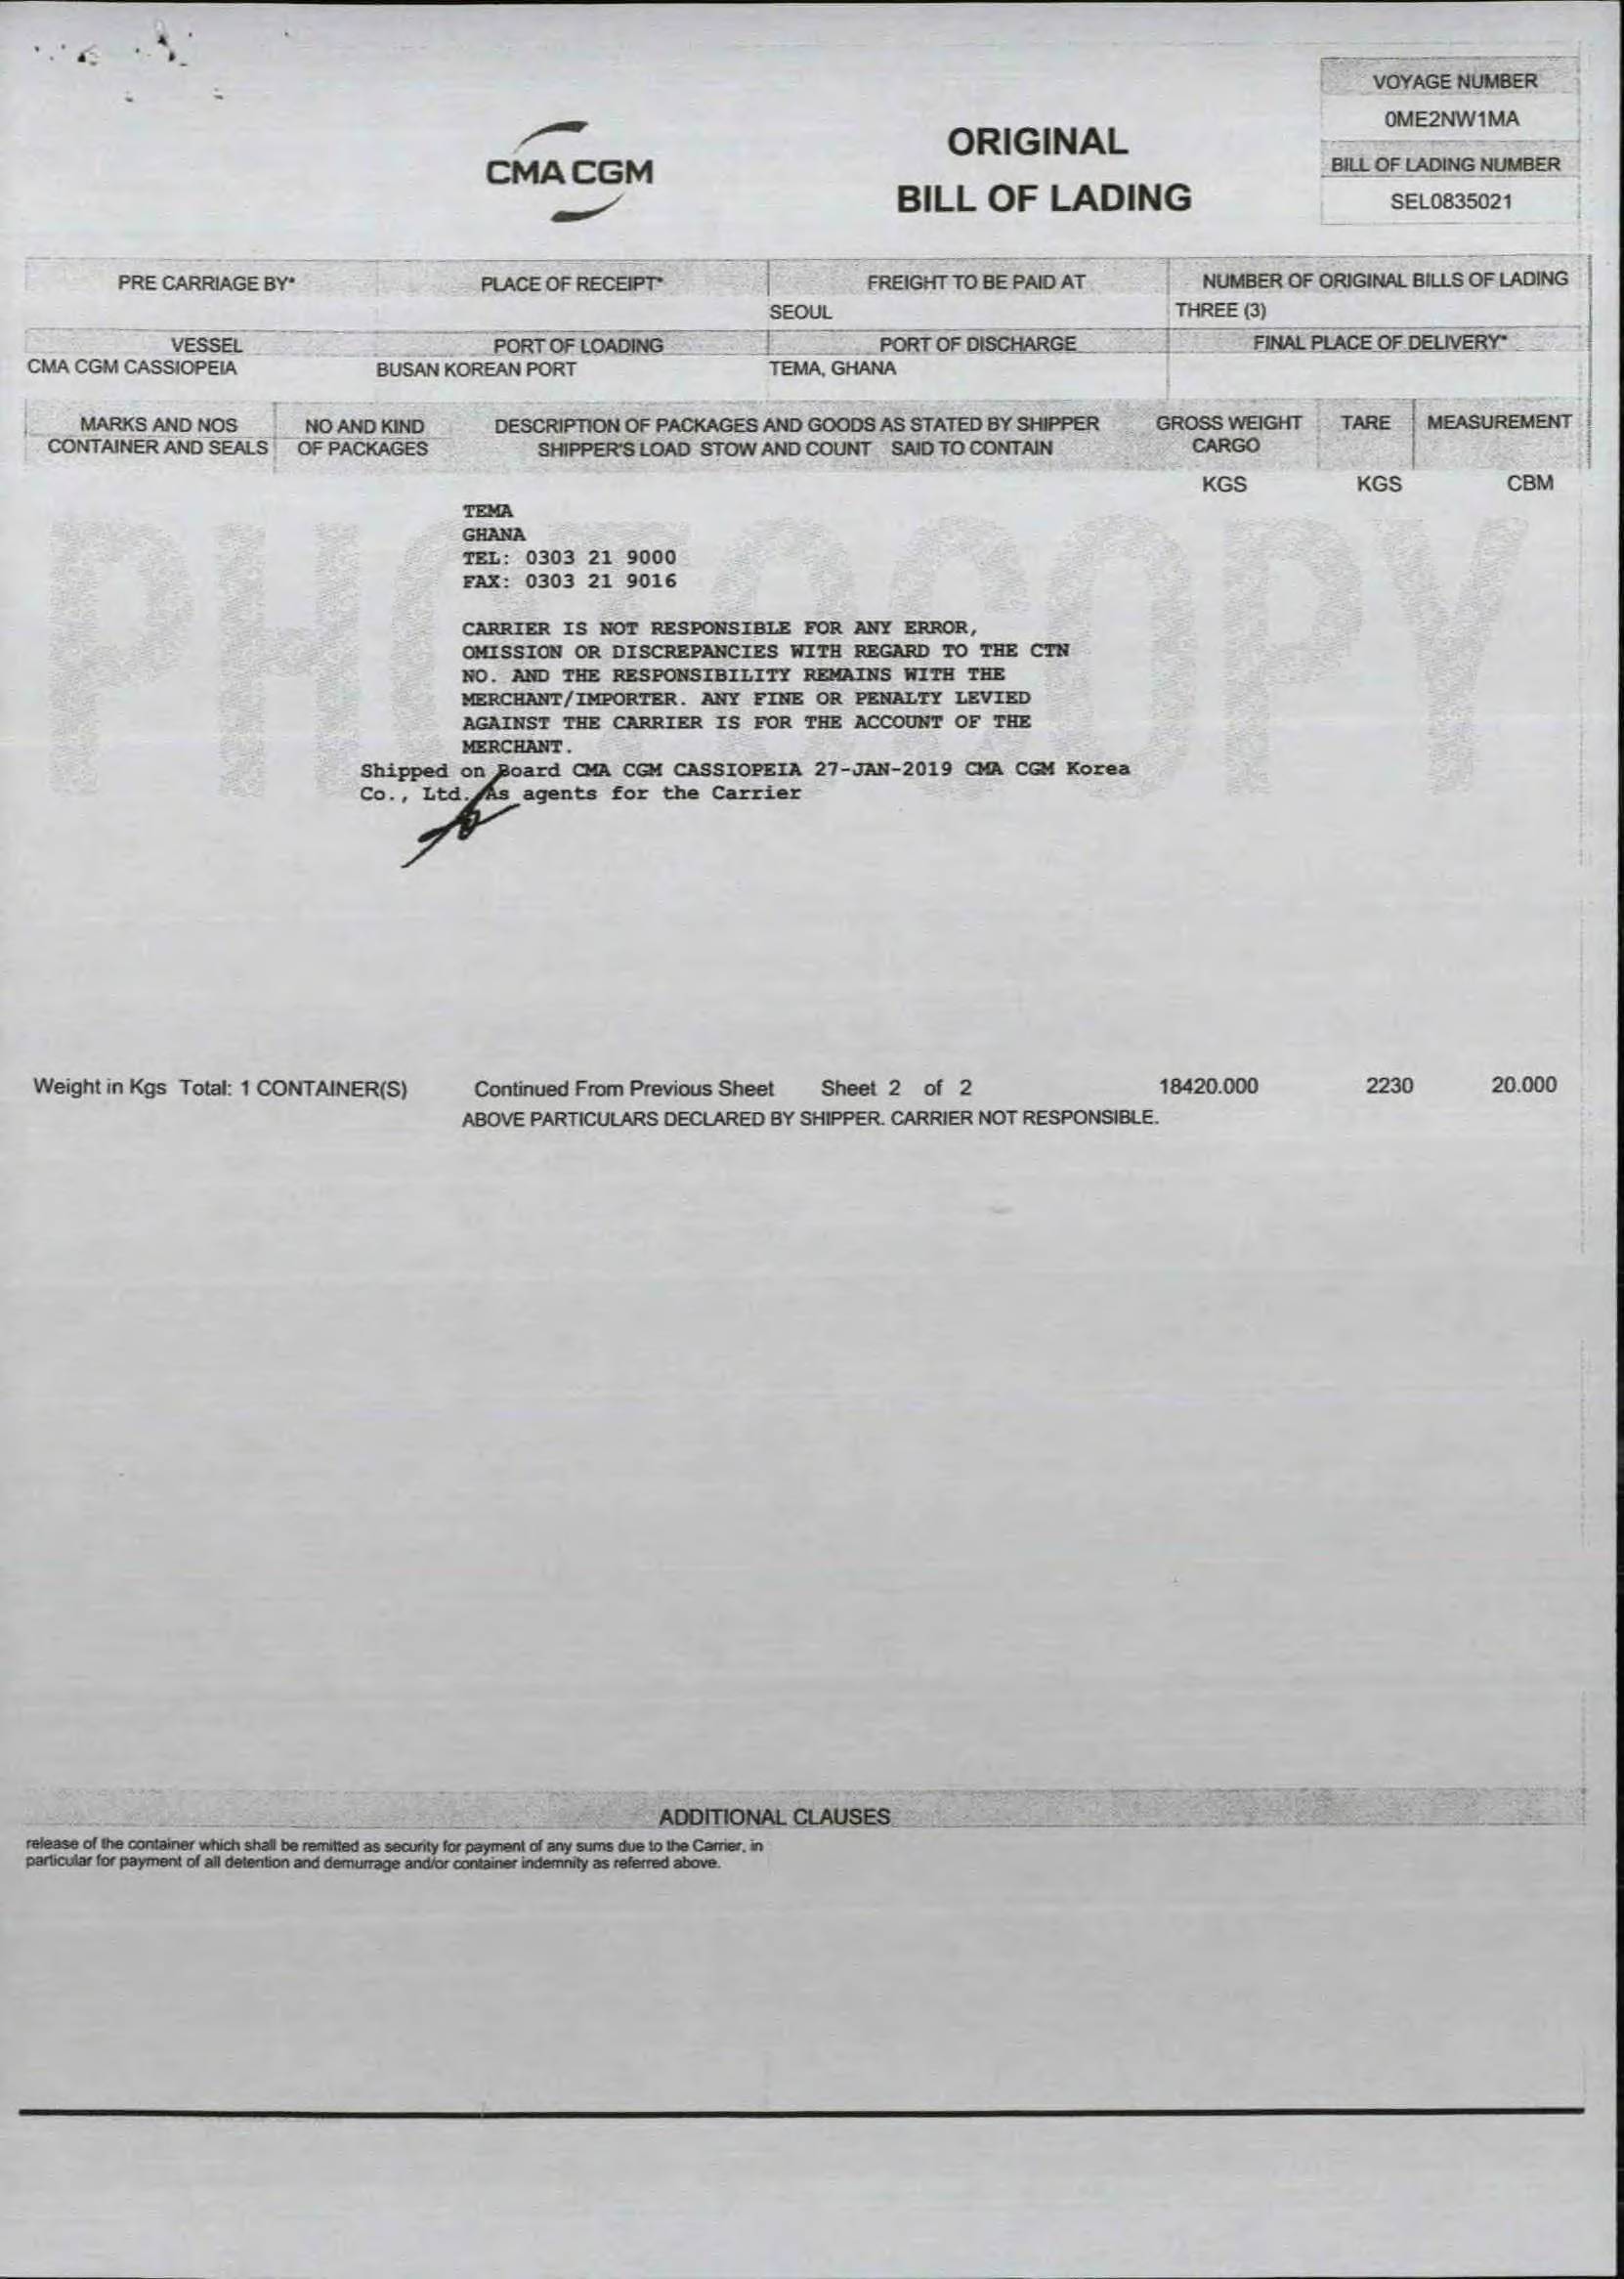 VOYAGE NUMBER
0ME2NW1MA
BILL OF LADING NUMBER
SEL0835021
CMA CGM
ORIGINAL
BILL OF LADING
PRE CARRIAGE BY* PLACE OF RECEIPT* FREIGHT TO BE PAID AT NUMBER OF ORIGINAL BILLS OF LADING
SEOUL THREE (3)
VESSEL PORT OF LOADING PORT OF DISCHARGE FINAL PLACE OF DELIVERY*
CMA CGM CASSIOPEIA BUSAN KOREAN PORT TEMA, GHANA
MARKS AND NOS NO AND KIND DESCRIPTION OF PACKAGES AND GOODS AS STATED BY SHIPPER GROSS WEIGHT TARE MEASUREMENT
CONTAINER AND SEALS OF PACKAGES SHIPPER'S LOAD STOW AND COUNT SAID TO CONTAIN CARGO
KGS KGS CBM
PHOTOCOPY
TEMA
GHANA
TEL: 0303 21 9000
FAX: 0303 21 9016
CARRIER IS NOT RESPONSIBLE FOR ANY ERROR,
OMISSION OR DISCREPANCIES WITH REGARD TO THE CTN
NO. AND THE RESPONSIBILITY REMAINS WITH THE
MERCHANT/IMPORTER. ANY FINE OR PENALTY LEVIED
AGAINST THE CARRIER IS FOR THE ACCOUNT OF THE
MERCHANT.
Shipped on Board CMA CGM CASSIOPEIA 27-JAN-2019 CMA CGM Korea
Co., Ltd. As agents for the Carrier
Weight in Kgs Total: 1 CONTAINER(S) Continued From Previous Sheet Sheet 2 of 2 18420.000 2230 20.000
ABOVE PARTICULARS DECLARED BY SHIPPER. CARRIER NOT RESPONSIBLE.
ADDITIONAL CLAUSES
release of the container which shall be remitted as security for payment of any sums due to the Carrier, in
particular for payment of all detention and demurrage and/or container indemnity as referred above.